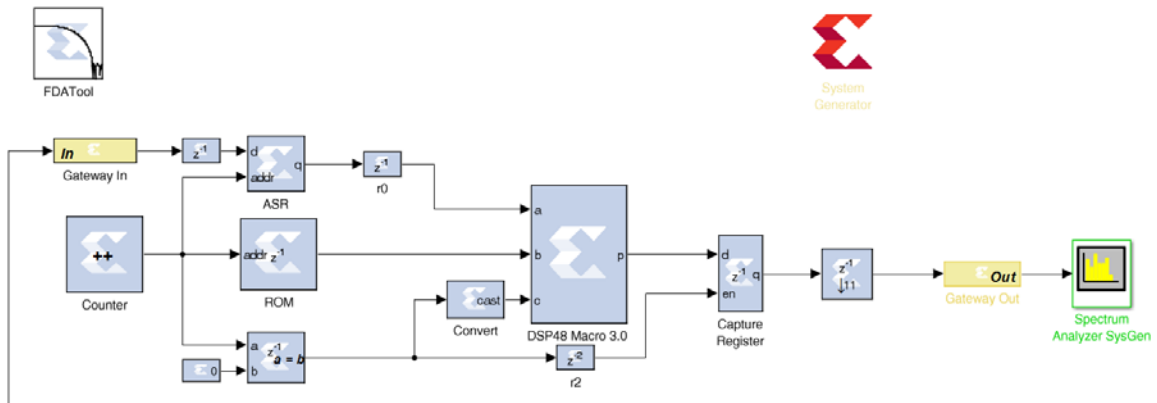 FDATool
System
Generator
In
Gateway In
z-1
d
addr
q
ASR
z-1
r0
++
Counter
addr
z-1
ROM
a
b
z-1
a = b
0
cast
Convert
a
b
c
p
DSP48 Macro 3.0
z-2
r2
d
en
z-1
q
Capture
Register
z-1
↓11
Out
Gateway Out
Spectrum
Analyzer SysGen